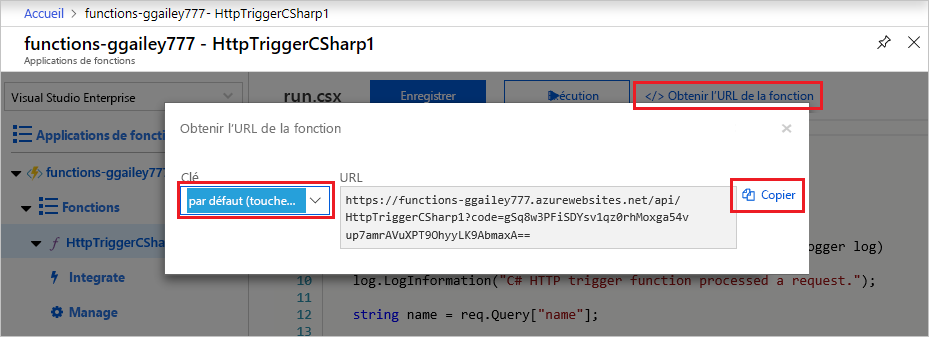 Accueil > functions-ggailey777- HttpTriggerCSharp1
functions-ggailey777 - HttpTriggerCSharp1
Applications de fonctions
Visual Studio Enterprise
run.csx
Enregistrer
Exécution
</> Obtenir l'URL de la fonction
Applications de fonctio
functions-ggailey777
Fonctions
f HttpTriggerCSha
Integrate
Manage
Obtenir l'URL de la fonction
Clé
par défaut (touche...
URL
https://functions-ggailey777.azurewebsites.net/api/
HttpTriggerCSharp1?code=gSq8w3PFiSDYsv1qz0rhMoxga54v
up7amrAVuXPT9OhyyLK9AbmaxA==
Copier
ogger log)
10 log.LogInformation("C# HTTP trigger function processed a request.");
11
12 string name = req.Query["name"];
13